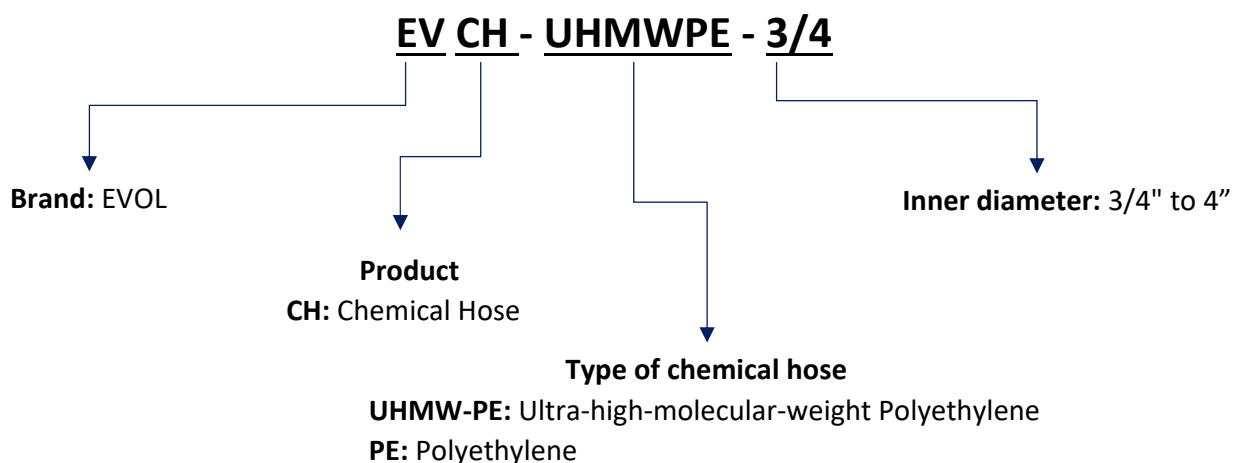 EV CH - UHMWPE - 3/4
Brand: EVOL
Inner diameter: 3/4" to 4”
Product
CH: Chemical Hose
Type of chemical hose
UHMW-PE: Ultra-high-molecular-weight Polyethylene
PE: Polyethylene